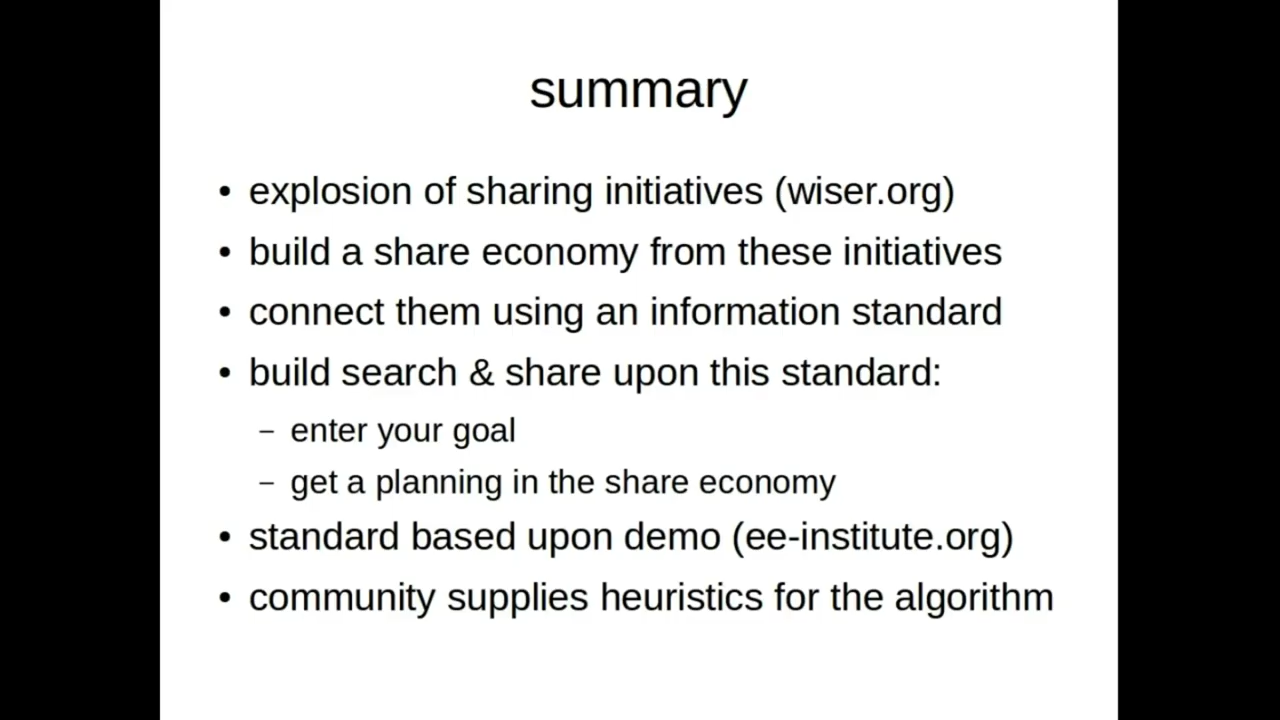 summary
• explosion of sharing initiatives (wiser.org)
• build a share economy from these initiatives
• connect them using an information standard
• build search & share upon this standard:
– enter your goal
– get a planning in the share economy
• standard based upon demo (ee-institute.org)
• community supplies heuristics for the algorithm